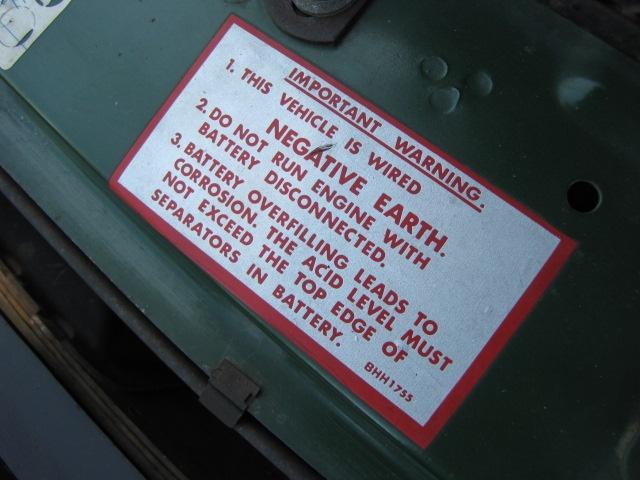 IMPORTANT WARNING.
1. THIS VEHICLE IS WIRED
NEGATIVE EARTH.
2. DO NOT RUN ENGINE WITH
BATTERY DISCONNECTED.
3. BATTERY OVERFILLING LEADS TO
CORROSION. THE ACID LEVEL MUST
NOT EXCEED THE TOP EDGE OF
SEPARATORS IN BATTERY.
BHH1755